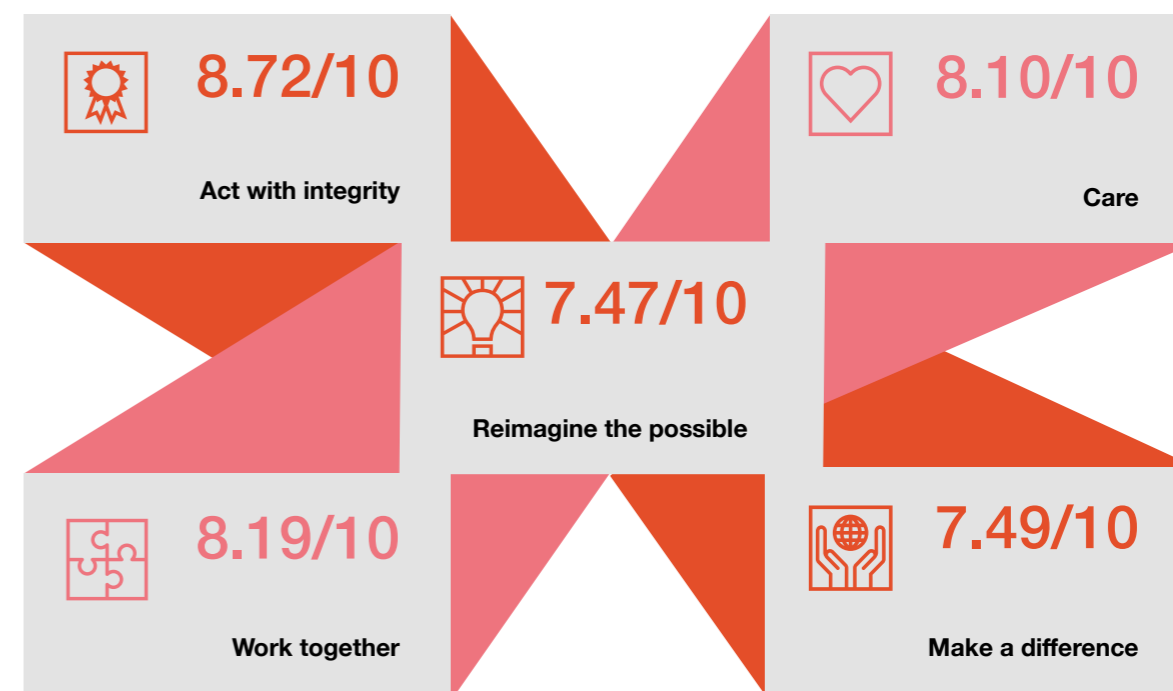 8.72/10
Act with integrity
8.10/10
Care
7.47/10
Reimagine the possible
8.19/10
Work together
7.49/10
Make a difference